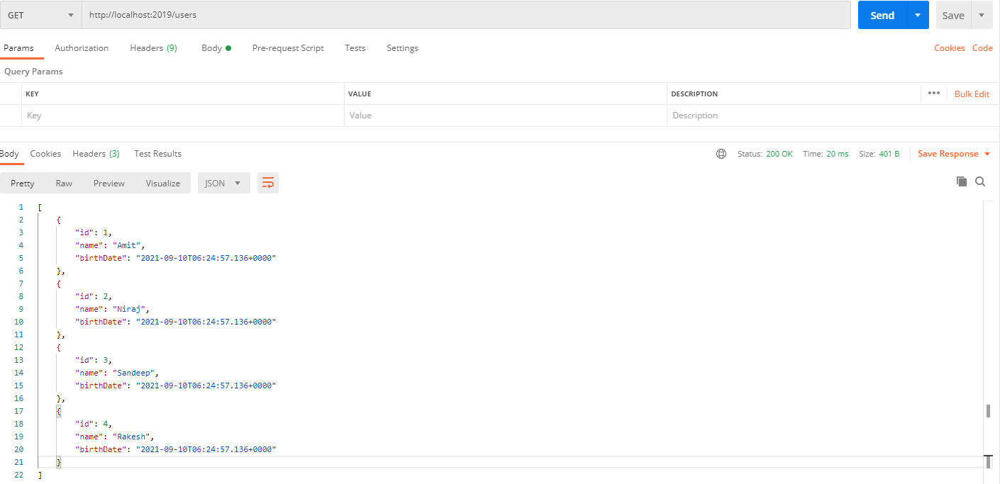 GET http://localhost:2019/users Send Save
Params Authorization Headers (9) Body Pre-request Script Tests Settings Cookies Code
Query Params
KEY VALUE DESCRIPTION ••• Bulk Edit
Key Value Description
Body Cookies Headers (3) Test Results Status: 200 OK Time: 20 ms Size: 401 B Save Response
Pretty Raw Preview Visualize JSON
1 [
2 {
3 "id": 1,
4 "name": "Amit",
5 "birthDate": "2021-09-10T06:24:57.136+0000"
6 },
7 {
8 "id": 2,
9 "name": "Niraj",
10 "birthDate": "2021-09-10T06:24:57.136+0000"
11 },
12 {
13 "id": 3,
14 "name": "Sandeep",
15 "birthDate": "2021-09-10T06:24:57.136+0000"
16 },
17 {
18 "id": 4,
19 "name": "Rakesh",
20 "birthDate": "2021-09-10T06:24:57.136+0000"
21 }
22 ]